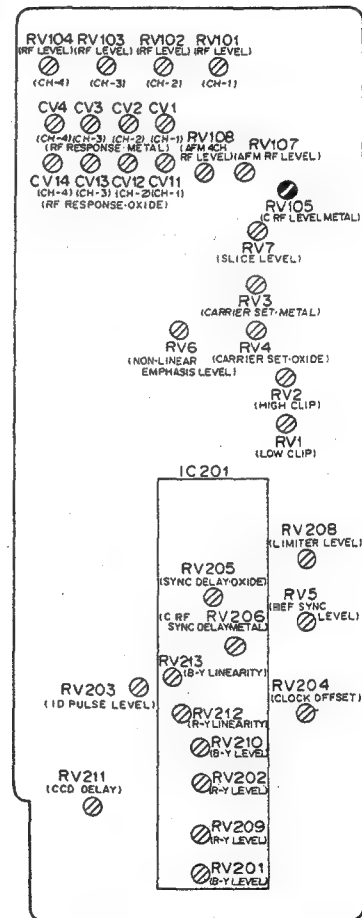 RV104 RV103 RV102 RV101
(RF LEVEL) (RF LEVEL) (RF LEVEL) (RF LEVEL)
(CH-4) (CH-3) (CH-2) (CH-1)
CV4 CV3 CV2 CV1
(CH-4) (CH-3) (CH-2) (CH-1)
(RF RESPONSE·METAL)
RV108
(AFM 4CH
RF LEVEL)
RV107
(AFM RF LEVEL)
CV14 CV13 CV12 CV11
(CH-4) (CH-3) (CH-2) (CH-1)
(RF RESPONSE·OXIDE)
RV105
(C RF LEVEL METAL)
RV7
(SLICE LEVEL)
RV3
(CARRIER SET·METAL)
RV6
(NON-LINEAR
EMPHASIS LEVEL)
RV4
(CARRIER SET·OXIDE)
RV2
(HIGH CLIP)
RV1
(LOW CLIP)
IC201
RV208
(LIMITER LEVEL)
RV205
(SYNC DELAY·OXIDE)
RV5
(REF SYNC
LEVEL)
(C RF
SYNC DELAY·METAL)
RV206
RV213
(B-Y LINEARITY)
RV203
(ID PULSE LEVEL)
RV204
(CLOCK OFFSET)
RV212
(R-Y LINEARITY)
RV210
(B-Y LEVEL)
RV202
(R-Y LEVEL)
RV211
(CCD DELAY)
RV209
(R-Y LEVEL)
RV201
(B-Y LEVEL)